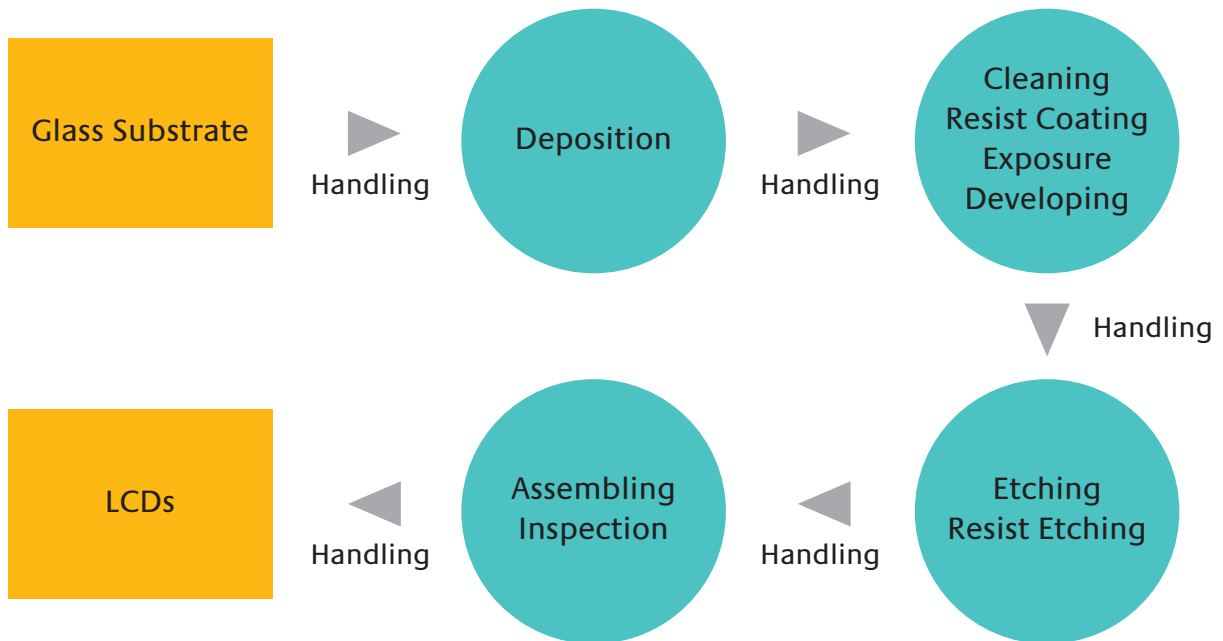 Glass Substrate
Handling
Deposition
Handling
Cleaning
Resist Coating
Exposure
Developing
Handling
Etching
Resist Etching
Handling
Assembling
Inspection
Handling
LCDs